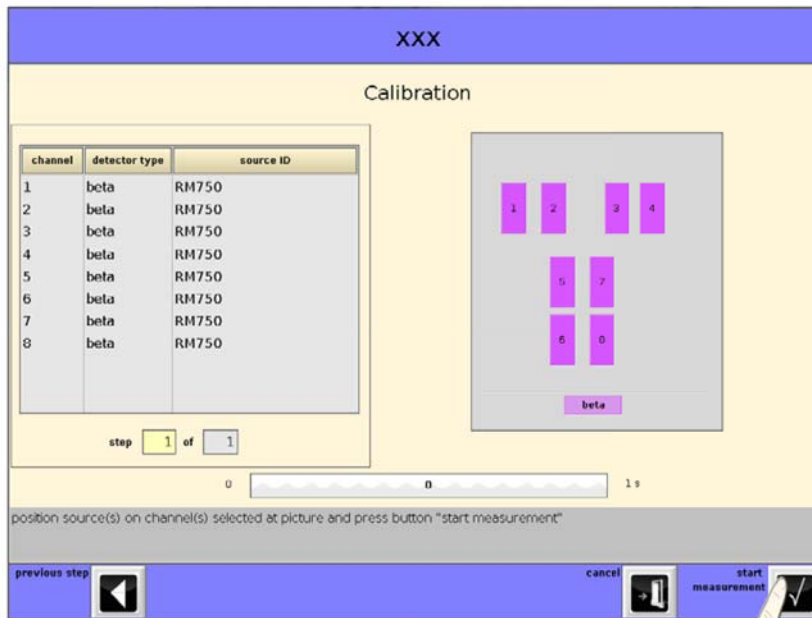 XXX
Calibration
channel detector type source ID
1 beta RM750
2 beta RM750
3 beta RM750
4 beta RM750
5 beta RM750
6 beta RM750
7 beta RM750
8 beta RM750
step 1 of 1
1 2 3 4
5 7
6 8
beta
0 0 1 s
position source(s) on channel(s) selected at picture and press button "start measurement"
previous step
cancel
start
measurement